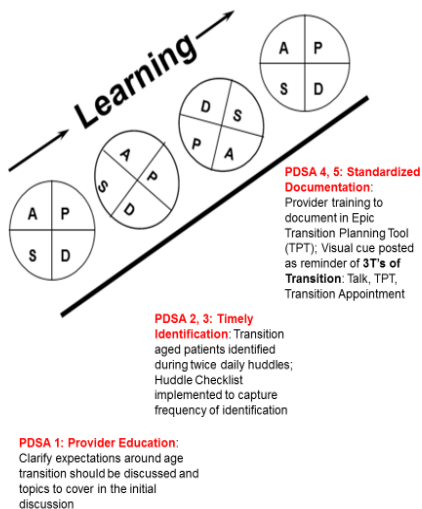 Learning
A P
S D
A P
S D
D S
P A
A P
S D
PDSA 4, 5: Standardized
Documentation:
Provider training to
document in Epic
Transition Planning Tool
(TPT); Visual cue posted
as reminder of 3T's of
Transition: Talk, TPT,
Transition Appointment
PDSA 2, 3: Timely
Identification: Transition
aged patients identified
during twice daily huddles;
Huddle Checklist
implemented to capture
frequency of identification
PDSA 1: Provider Education:
Clarify expectations around age
transition should be discussed and
topics to cover in the initial
discussion